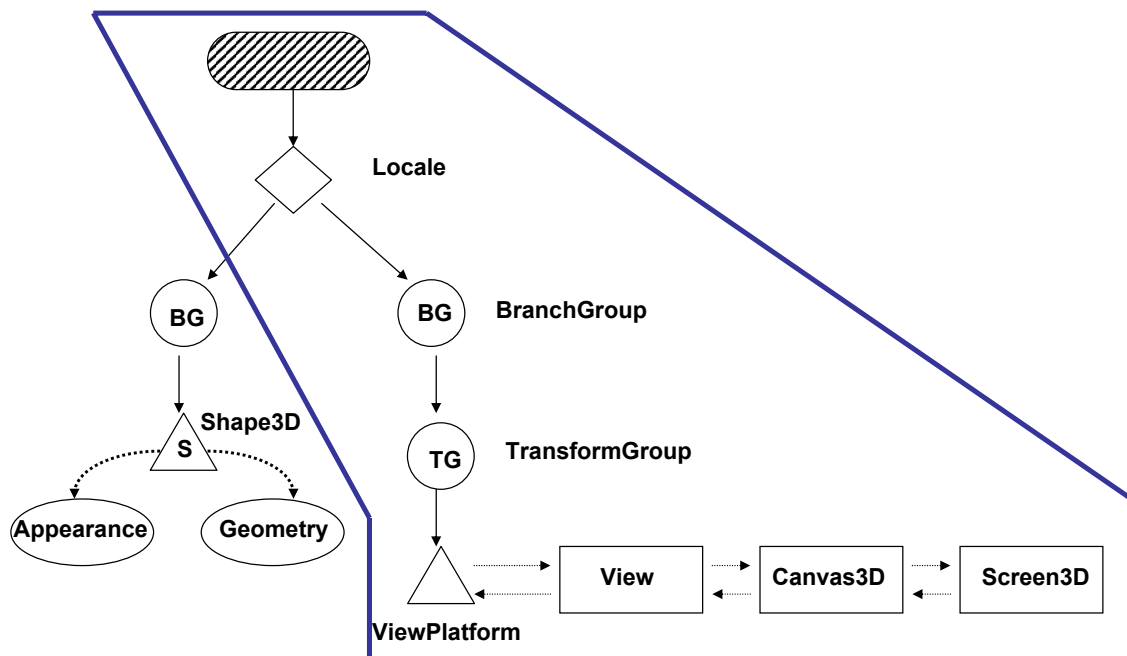 Locale
BG
BG
BranchGroup
Shape3D
S
TG
TransformGroup
Appearance
Geometry
View
Canvas3D
Screen3D
ViewPlatform